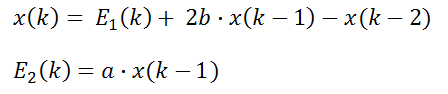 x(k) = E₁(k) + 2b · x(k − 1) − x(k − 2)
E₂(k) = a · x(k − 1)